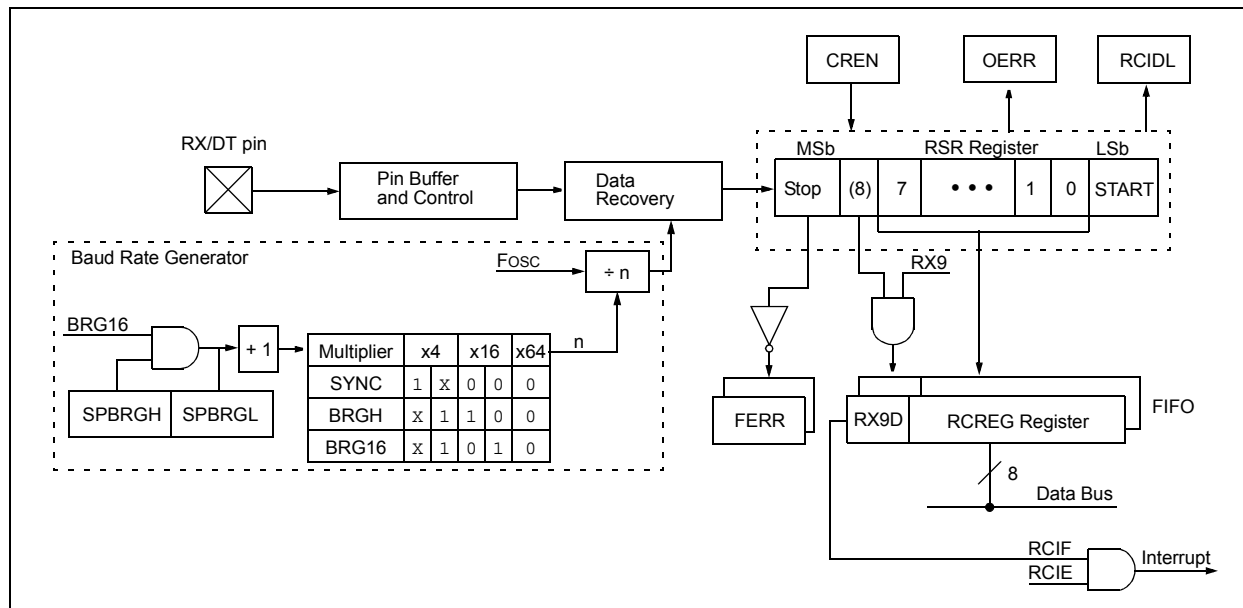 CREN OERR RCIDL
RX/DT pin
MSb RSR Register LSb
Pin Buffer
and Control
Data
Recovery
Stop (8) 7 • • • 1 0 START
Baud Rate Generator
FOSC
÷ n
RX9
BRG16
+ 1
n
Multiplier x4 x16 x64
SYNC 1 X 0 0 0
BRGH X 1 1 0 0
BRG16 X 1 0 1 0
SPBRGH SPBRGL
FERR
RX9D RCREG Register
FIFO
8
Data Bus
RCIF
RCIE
Interrupt